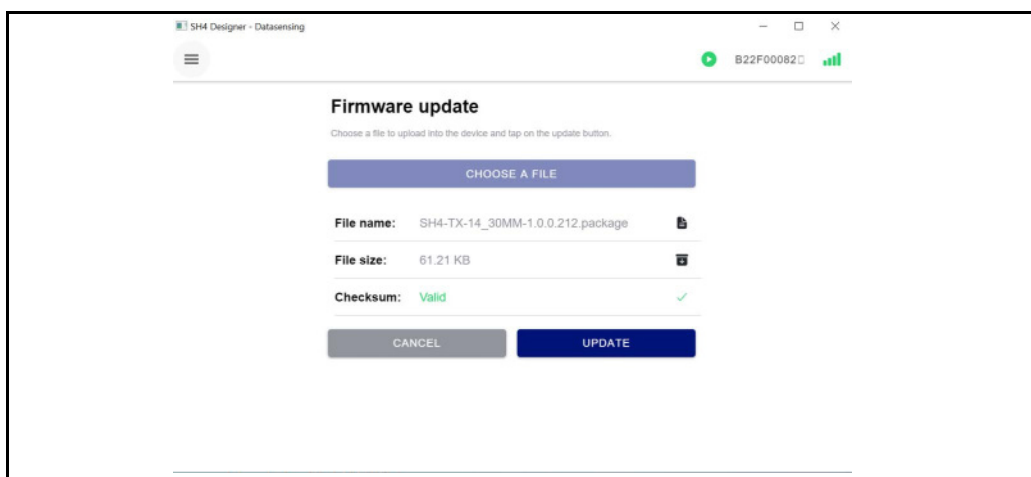 SH4 Designer - Datasensing
B22F00082
Firmware update
Choose a file to upload into the device and tap on the update button.
CHOOSE A FILE
File name: SH4-TX-14_30MM-1.0.0.212.package
File size: 61.21 KB
Checksum: Valid
CANCEL UPDATE